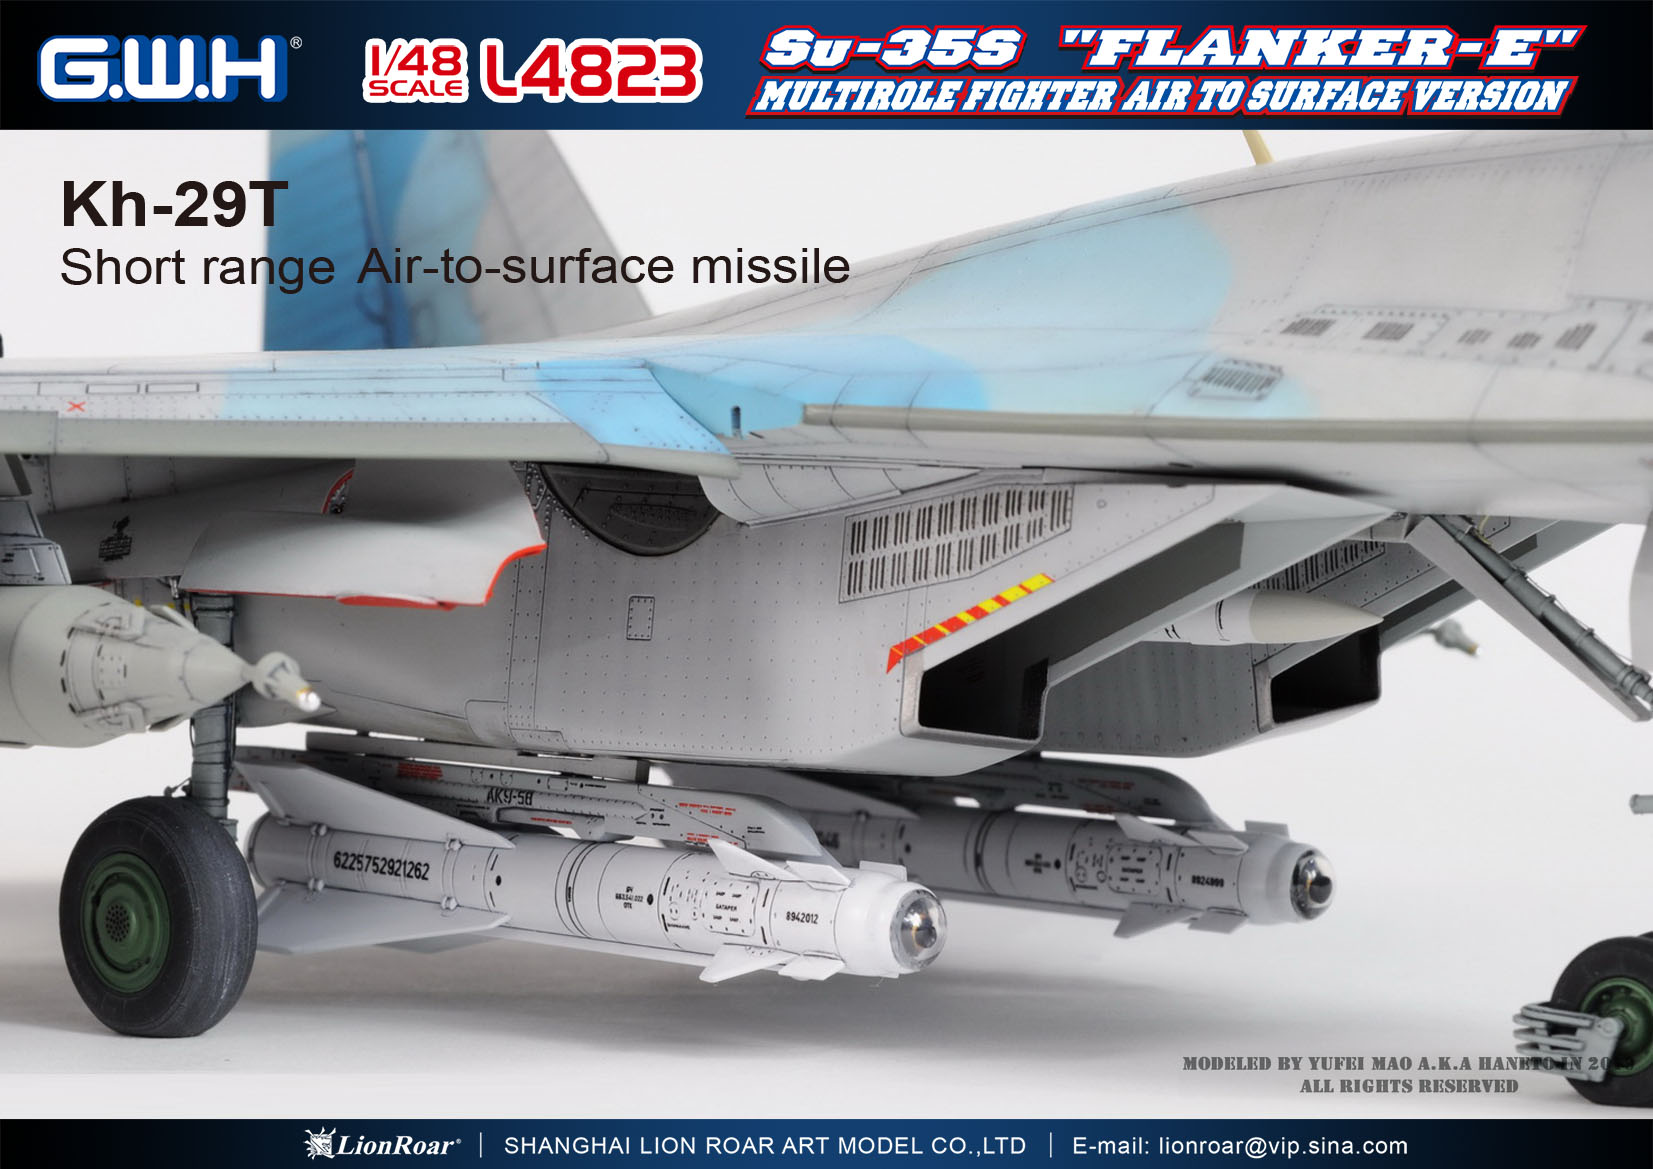 G.W.H®
1/48
SCALE
L4823
Su-35S "FLANKER-E"
MULTIROLE FIGHTER AIR TO SURFACE VERSION
Kh-29T
Short range Air-to-surface missile
АКУ-58
6225752921262
8942012
8924999
MODELED BY YUFEI MAO A.K.A HANETO IN
ALL RIGHTS RESERVED
LionRoar® | SHANGHAI LION ROAR ART MODEL CO.,LTD | E-mail: lionroar@vip.sina.com